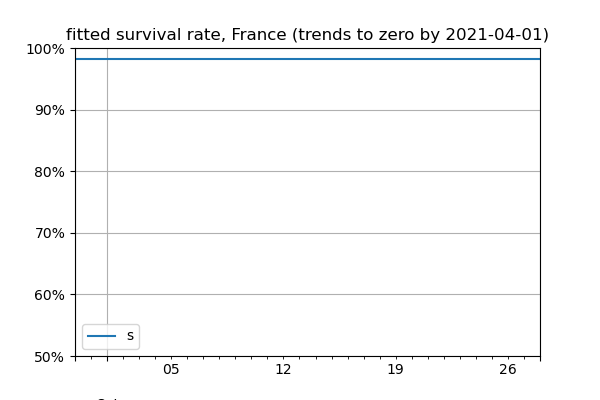 fitted survival rate, France (trends to zero by 2021-04-01)
100%
90%
80%
70%
60%
50%
s
05 12 19 26